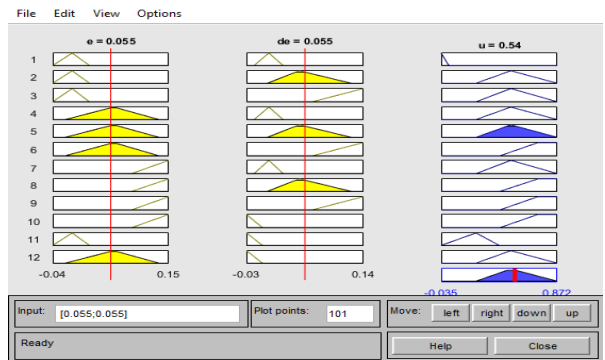 File Edit View Options
e = 0.055 de = 0.055 u = 0.54
1
2
3
4
5
6
7
8
9
10
11
12
-0.04 0.15 -0.03 0.14
-0.035 0.872
Input: [0.055;0.055] Plot points: 101 Move: left right down up
Ready Help Close